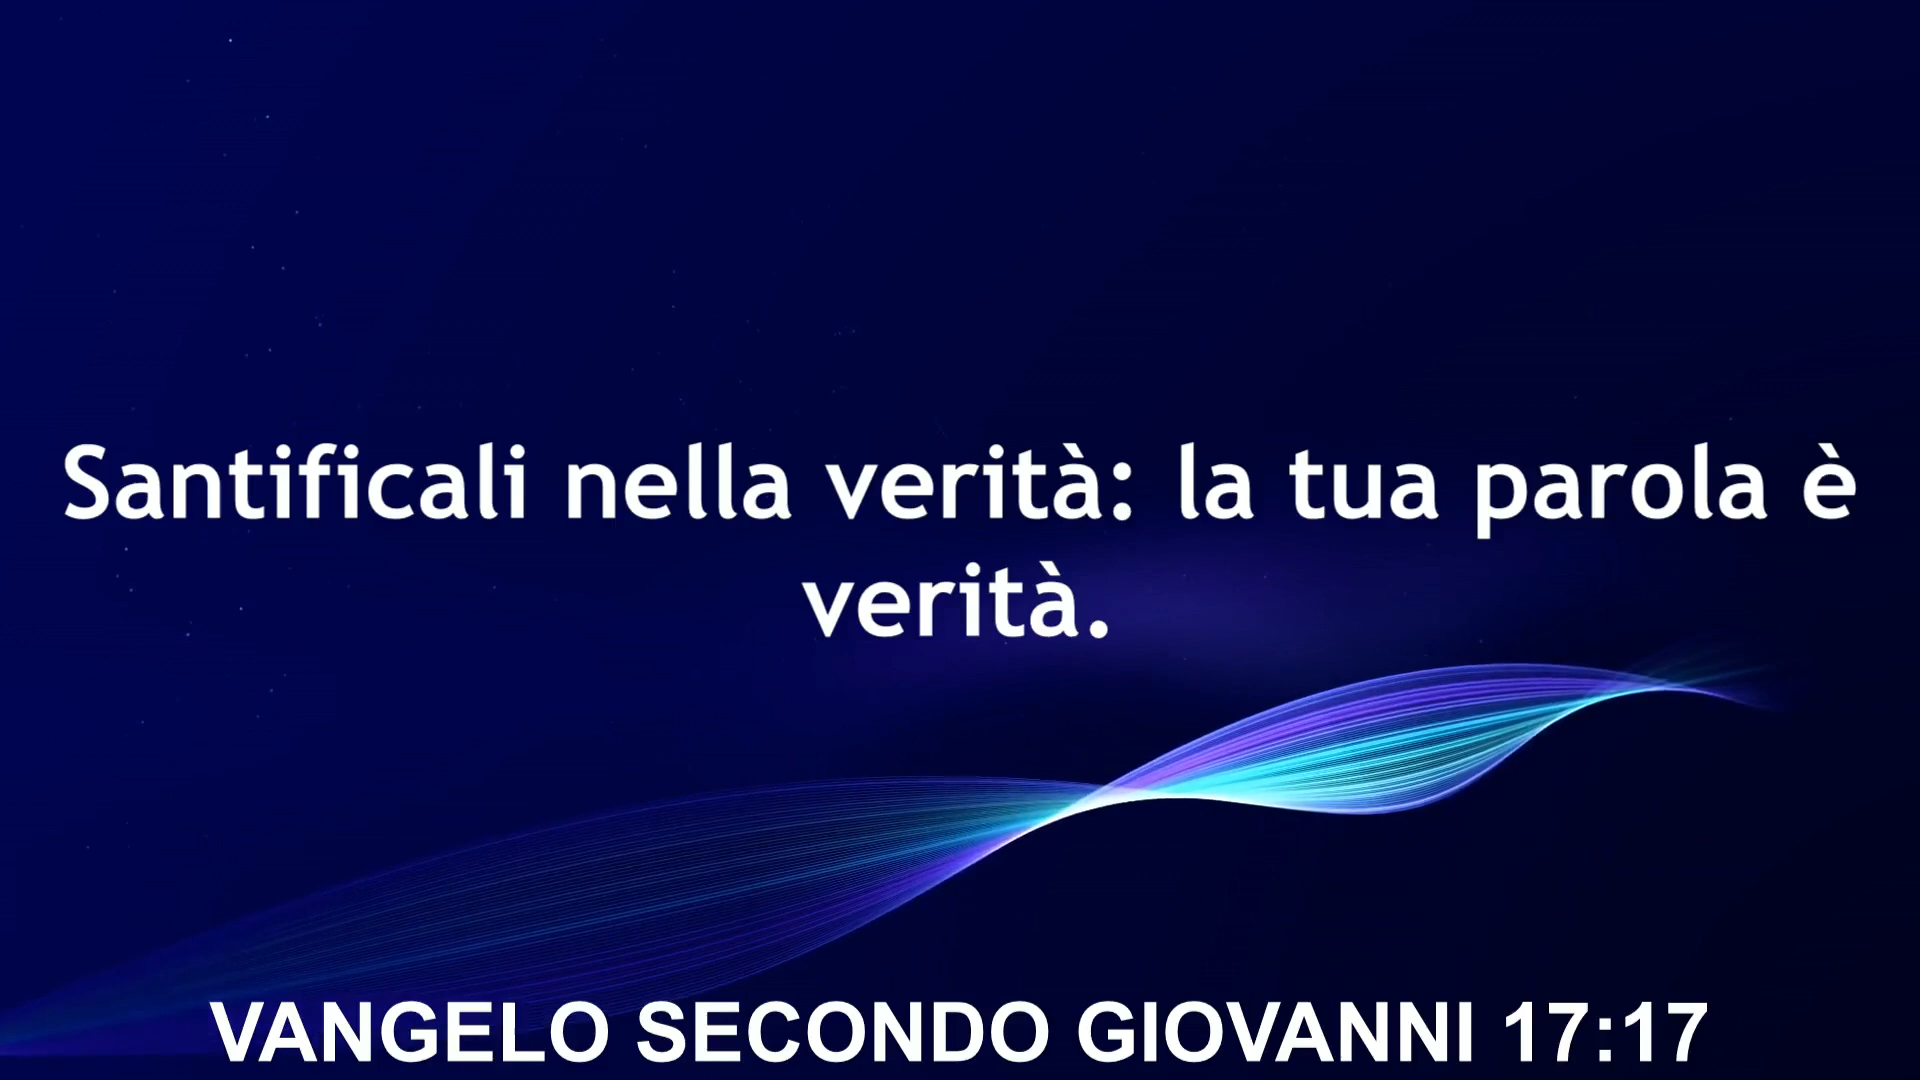 Santificali nella verità: la tua parola è
verità.
VANGELO SECONDO GIOVANNI 17:17